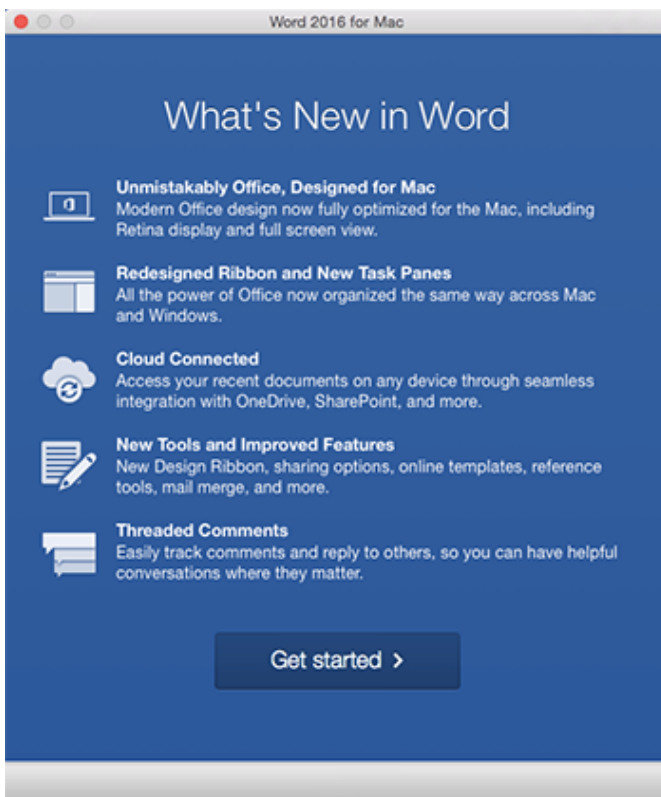 Word 2016 for Mac
What's New in Word
Unmistakably Office, Designed for Mac
Modern Office design now fully optimized for the Mac, including
Retina display and full screen view.
Redesigned Ribbon and New Task Panes
All the power of Office now organized the same way across Mac
and Windows.
Cloud Connected
Access your recent documents on any device through seamless
integration with OneDrive, SharePoint, and more.
New Tools and Improved Features
New Design Ribbon, sharing options, online templates, reference
tools, mail merge, and more.
Threaded Comments
Easily track comments and reply to others, so you can have helpful
conversations where they matter.
Get started >